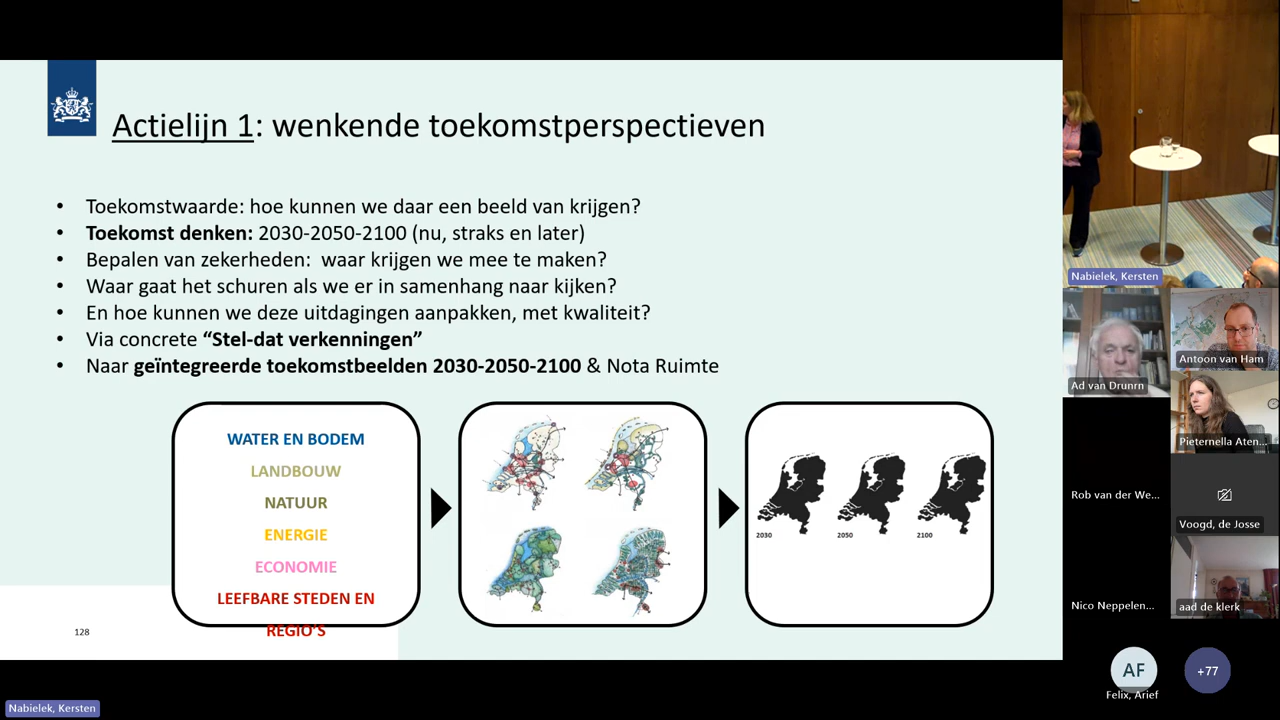 Actielijn 1: wenkende toekomstperspectieven
• Toekomstwaarde: hoe kunnen we daar een beeld van krijgen?
• Toekomst denken: 2030-2050-2100 (nu, straks en later)
• Bepalen van zekerheden: waar krijgen we mee te maken?
• Waar gaat het schuren als we er in samenhang naar kijken?
• En hoe kunnen we deze uitdagingen aanpakken, met kwaliteit?
• Via concrete “Stel-dat verkenningen”
• Naar geïntegreerde toekomstbeelden 2030-2050-2100 & Nota Ruimte
WATER EN BODEM
LANDBOUW
NATUUR
ENERGIE
ECONOMIE
LEEFBARE STEDEN EN
REGIO'S
2030
2050
2100
128
Nabielek, Kersten
Nabielek, Kersten
Ad van Drunrn
Antoon van Ham
Pieternella Aten...
Rob van der We...
Voogd, de Josse
Nico Neppelen...
aad de klerk
AF
Felix, Arief
+77